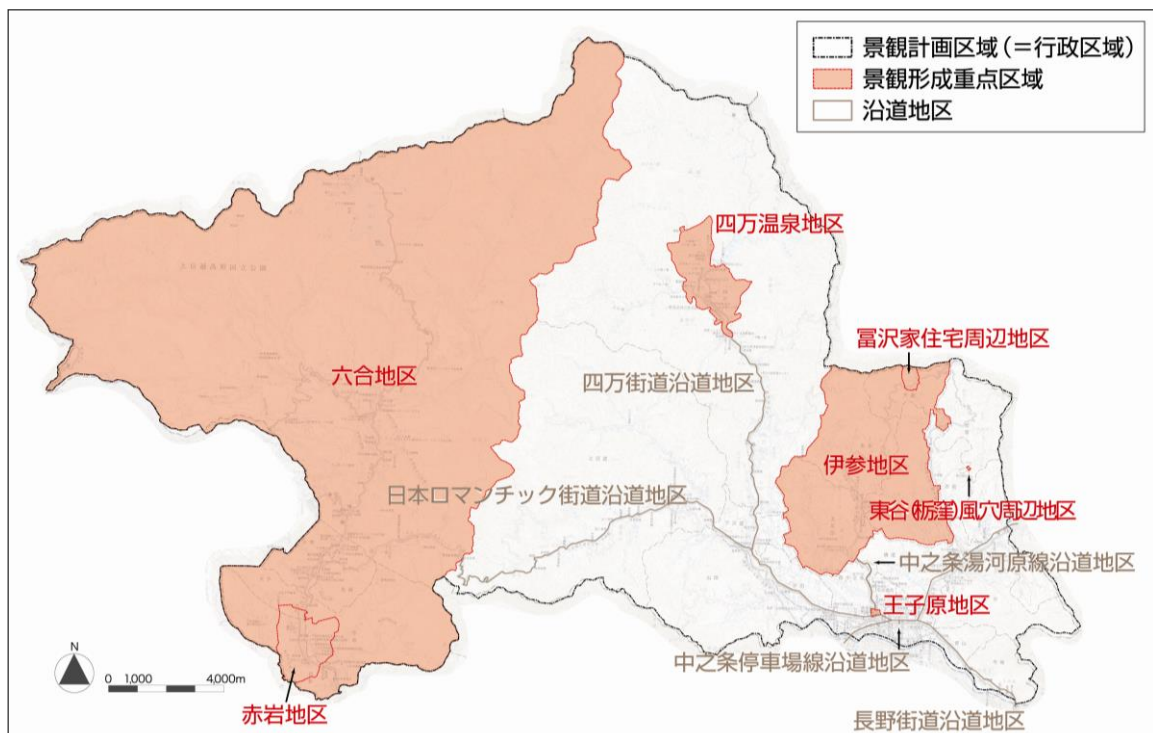 景観計画区域(=行政区域)
景観形成重点区域
沿道地区
四万温泉地区
冨沢家住宅周辺地区
六合地区
四万街道沿道地区
伊参地区
日本ロマンチック街道沿道地区
東谷(栃窪)風穴周辺地区
中之条湯河原線沿道地区
王子原地区
中之条停車場線沿道地区
N
0 1,000 4,000m
赤岩地区
長野街道沿道地区